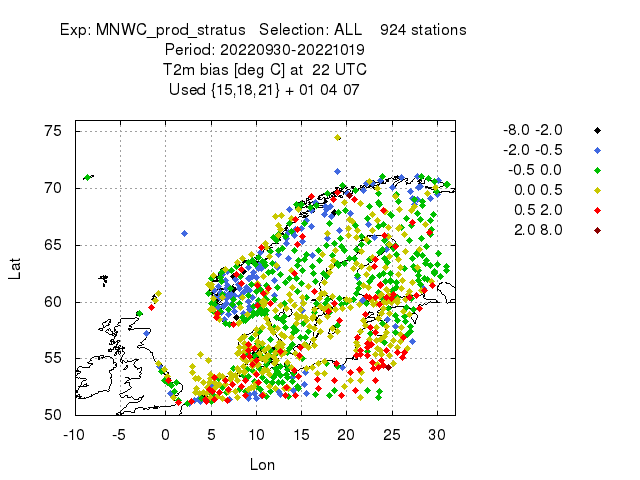 Exp: MNWC_prod_stratus Selection: ALL 924 stations
Period: 20220930-20221019
T2m bias [deg C] at 22 UTC
Used {15,18,21} + 01 04 07
-8.0 -2.0
-2.0 -0.5
-0.5 0.0
0.0 0.5
0.5 2.0
2.0 8.0
Lat
75
70
65
60
55
50
-10 -5 0 5 10 15 20 25 30
Lon